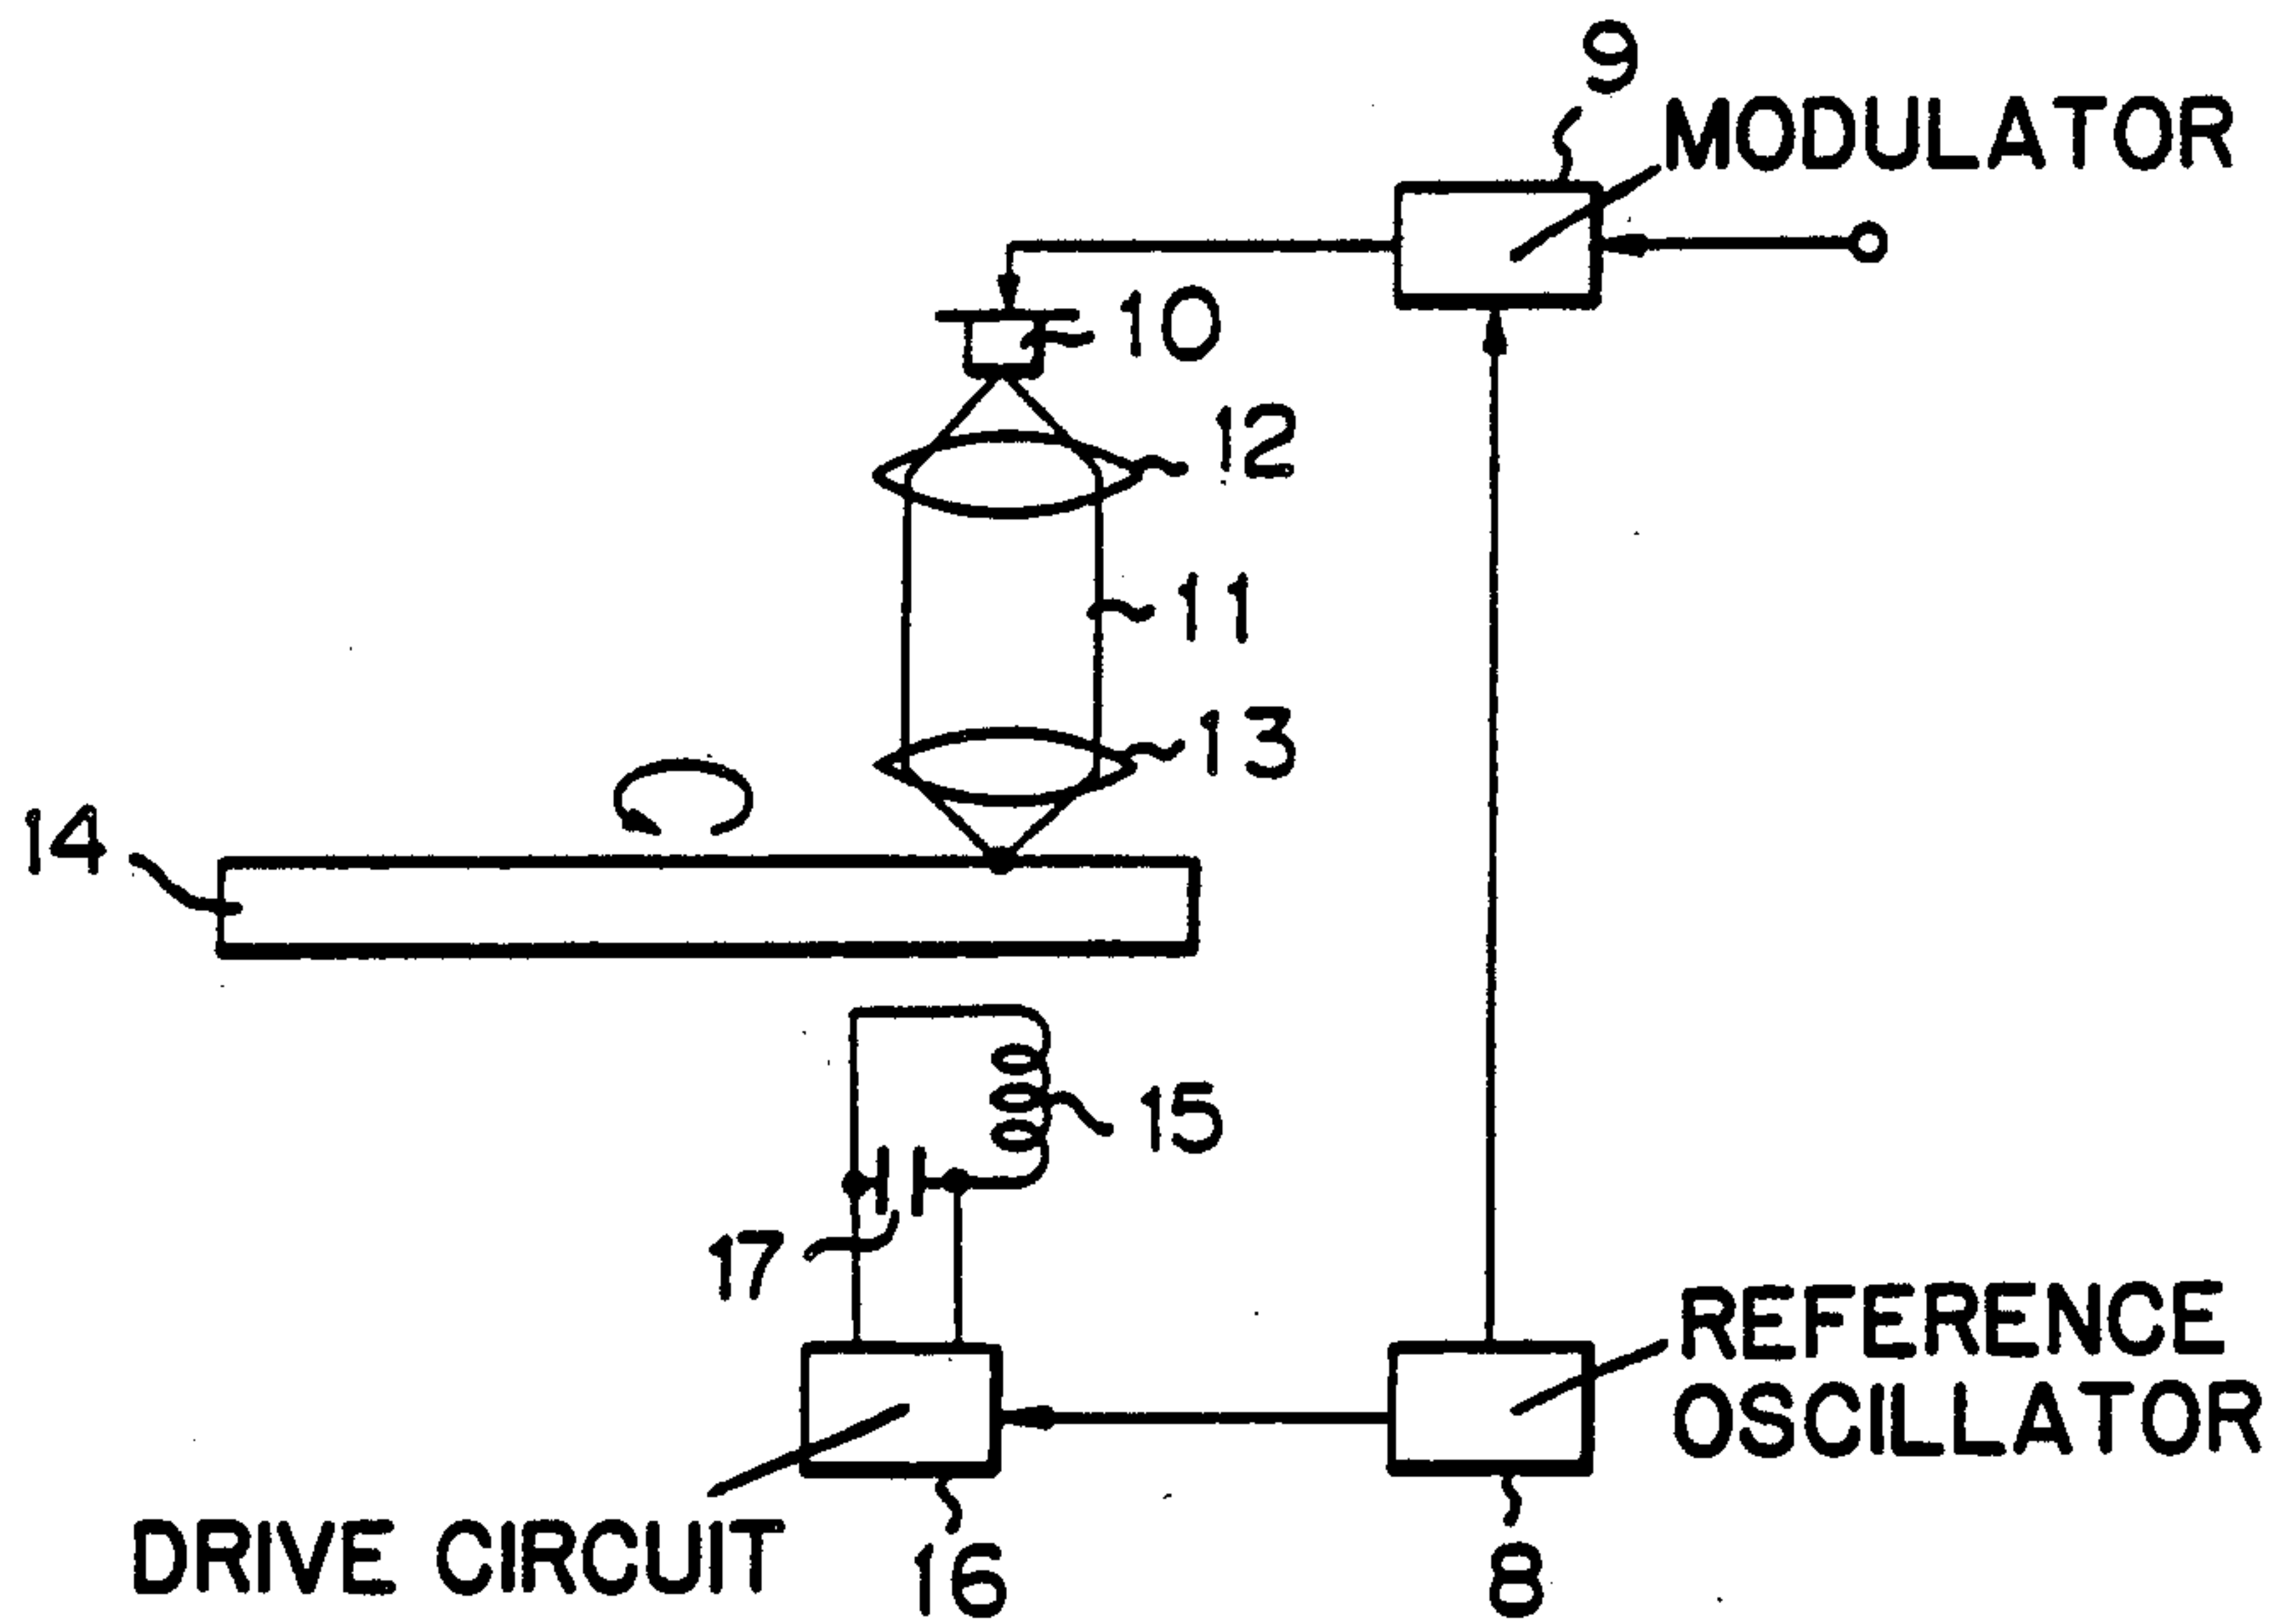 9
MODULATOR
10
12
11
13
14
15
17
REFERENCE
OSCILLATOR
DRIVE CIRCUIT
16
8